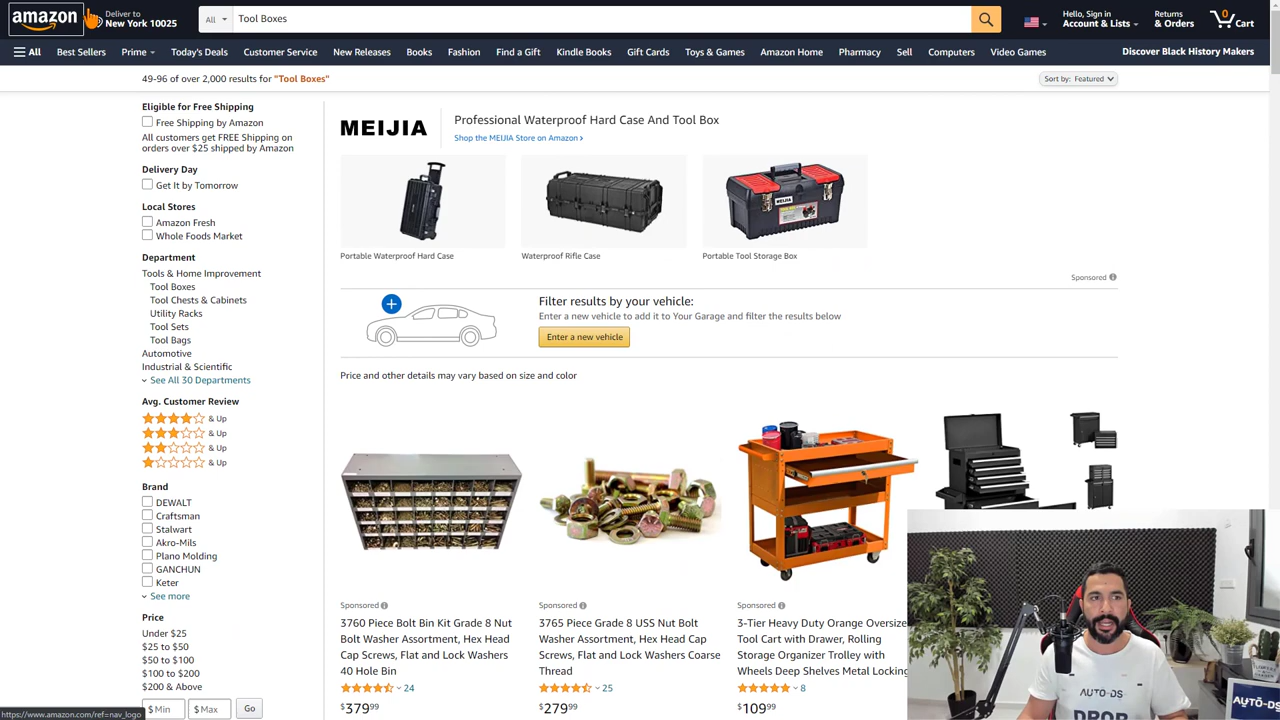 amazon
Deliver to
New York 10025
All
Tool Boxes
Hello, Sign in
Account & Lists
Returns
& Orders
0
Cart
All
Best Sellers
Prime
Today's Deals
Customer Service
New Releases
Books
Fashion
Find a Gift
Kindle Books
Gift Cards
Toys & Games
Amazon Home
Pharmacy
Sell
Computers
Video Games
Discover Black History Makers
49-96 of over 2,000 results for "Tool Boxes"
Sort by: Featured
Eligible for Free Shipping
Free Shipping by Amazon
All customers get FREE Shipping on
orders over $25 shipped by Amazon
Delivery Day
Get It by Tomorrow
Local Stores
Amazon Fresh
Whole Foods Market
Department
Tools & Home Improvement
Tool Boxes
Tool Chests & Cabinets
Utility Racks
Tool Sets
Tool Bags
Automotive
Industrial & Scientific
See All 30 Departments
Avg. Customer Review
& Up
& Up
& Up
& Up
Brand
DEWALT
Craftsman
Stalwart
Akro-Mils
Plano Molding
GANCHUN
Keter
See more
Price
Under $25
$25 to $50
$50 to $100
$100 to $200
$200 & Above
$ Min
$ Max
Go
https://www.amazon.com/ref=nav_logo
MEIJIA
Professional Waterproof Hard Case And Tool Box
Shop the MEIJIA Store on Amazon ›
MEIJIA
Portable Waterproof Hard Case
Waterproof Rifle Case
Portable Tool Storage Box
Sponsored
Filter results by your vehicle:
Enter a new vehicle to add it to Your Garage and filter the results below
Enter a new vehicle
Price and other details may vary based on size and color
Sponsored
3760 Piece Bolt Bin Kit Grade 8 Nut
Bolt Washer Assortment, Hex Head
Cap Screws, Flat and Lock Washers
40 Hole Bin
24
$379.99
Sponsored
3765 Piece Grade 8 USS Nut Bolt
Washer Assortment, Hex Head Cap
Screws, Flat and Lock Washers Coarse
Thread
25
$279.99
Sponsored
3-Tier Heavy Duty Orange Oversize
Tool Cart with Drawer, Rolling
Storage Organizer Trolley with
Wheels Deep Shelves Metal Locking
8
$109.99
AUTO-DS
DROP
AUTO-DS